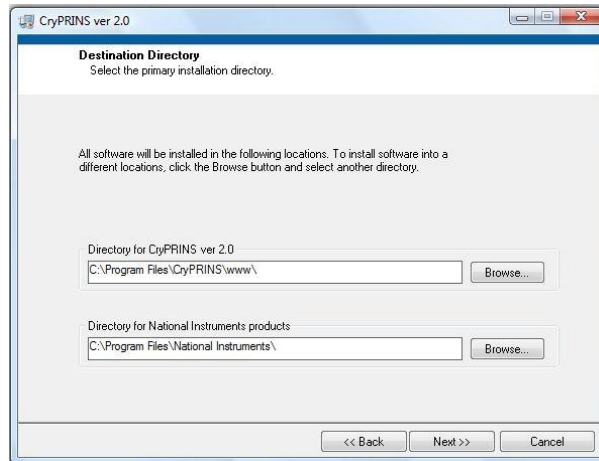 CryPRINS ver 2.0
Destination Directory
Select the primary installation directory.
All software will be installed in the following locations. To install software into a
different locations, click the Browse button and select another directory.
Directory for CryPRINS ver 2.0
C:\Program Files\CryPRINS\www\
Browse...
Directory for National Instruments products
C:\Program Files\National Instruments\
Browse...
<< Back
Next >>
Cancel